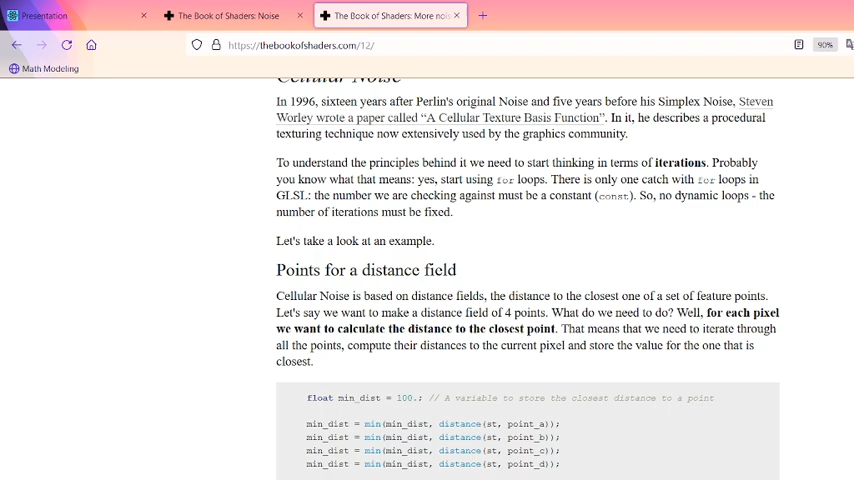 Presentation
The Book of Shaders: Noise
The Book of Shaders: More nois
https://thebookofshaders.com/12/
90%
Math Modeling
Cellular Noise
In 1996, sixteen years after Perlin's original Noise and five years before his Simplex Noise, Steven
Worley wrote a paper called “A Cellular Texture Basis Function”. In it, he describes a procedural
texturing technique now extensively used by the graphics community.
To understand the principles behind it we need to start thinking in terms of iterations. Probably
you know what that means: yes, start using for loops. There is only one catch with for loops in
GLSL: the number we are checking against must be a constant (const). So, no dynamic loops - the
number of iterations must be fixed.
Let's take a look at an example.
Points for a distance field
Cellular Noise is based on distance fields, the distance to the closest one of a set of feature points.
Let's say we want to make a distance field of 4 points. What do we need to do? Well, for each pixel
we want to calculate the distance to the closest point. That means that we need to iterate through
all the points, compute their distances to the current pixel and store the value for the one that is
closest.
float min_dist = 100.; // A variable to store the closest distance to a point
min_dist = min(min_dist, distance(st, point_a));
min_dist = min(min_dist, distance(st, point_b));
min_dist = min(min_dist, distance(st, point_c));
min_dist = min(min_dist, distance(st, point_d));